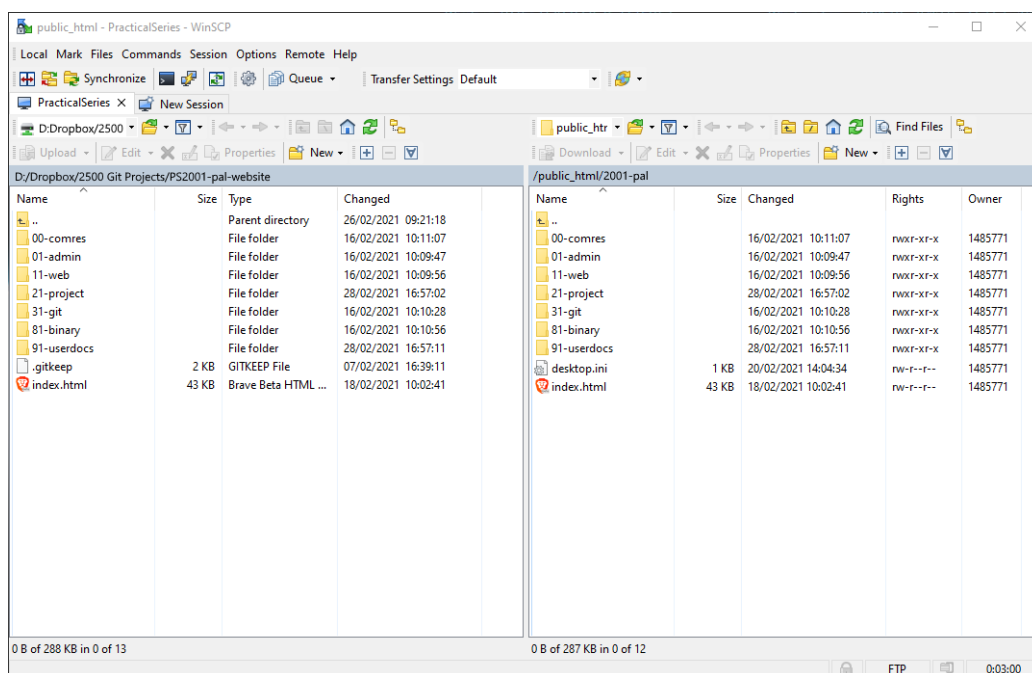 public_html - PracticalSeries - WinSCP
Local Mark Files Commands Session Options Remote Help
Synchronize Queue Transfer Settings Default
PracticalSeries X New Session
D:Dropbox/2500 public_htr Find Files
Upload Edit Properties New Download Edit Properties New
D:/Dropbox/2500 Git Projects/PS2001-pal-website /public_html/2001-pal
Name Size Type Changed Name Size Changed Rights Owner
.. Parent directory 26/02/2021 09:21:18 ..
00-comres File folder 16/02/2021 10:11:07 00-comres 16/02/2021 10:11:07 rwxr-xr-x 1485771
01-admin File folder 16/02/2021 10:09:47 01-admin 16/02/2021 10:09:47 rwxr-xr-x 1485771
11-web File folder 16/02/2021 10:09:56 11-web 16/02/2021 10:09:56 rwxr-xr-x 1485771
21-project File folder 28/02/2021 16:57:02 21-project 28/02/2021 16:57:02 rwxr-xr-x 1485771
31-git File folder 16/02/2021 10:10:28 31-git 16/02/2021 10:10:28 rwxr-xr-x 1485771
81-binary File folder 16/02/2021 10:10:56 81-binary 16/02/2021 10:10:56 rwxr-xr-x 1485771
91-userdocs File folder 28/02/2021 16:57:11 91-userdocs 28/02/2021 16:57:11 rwxr-xr-x 1485771
.gitkeep 2 KB GITKEEP File 07/02/2021 16:39:11 desktop.ini 1 KB 20/02/2021 14:04:34 rw-r--r-- 1485771
index.html 43 KB Brave Beta HTML ... 18/02/2021 10:02:41 index.html 43 KB 18/02/2021 10:02:41 rw-r--r-- 1485771
0 B of 288 KB in 0 of 13 0 B of 287 KB in 0 of 12
FTP 0:03:00